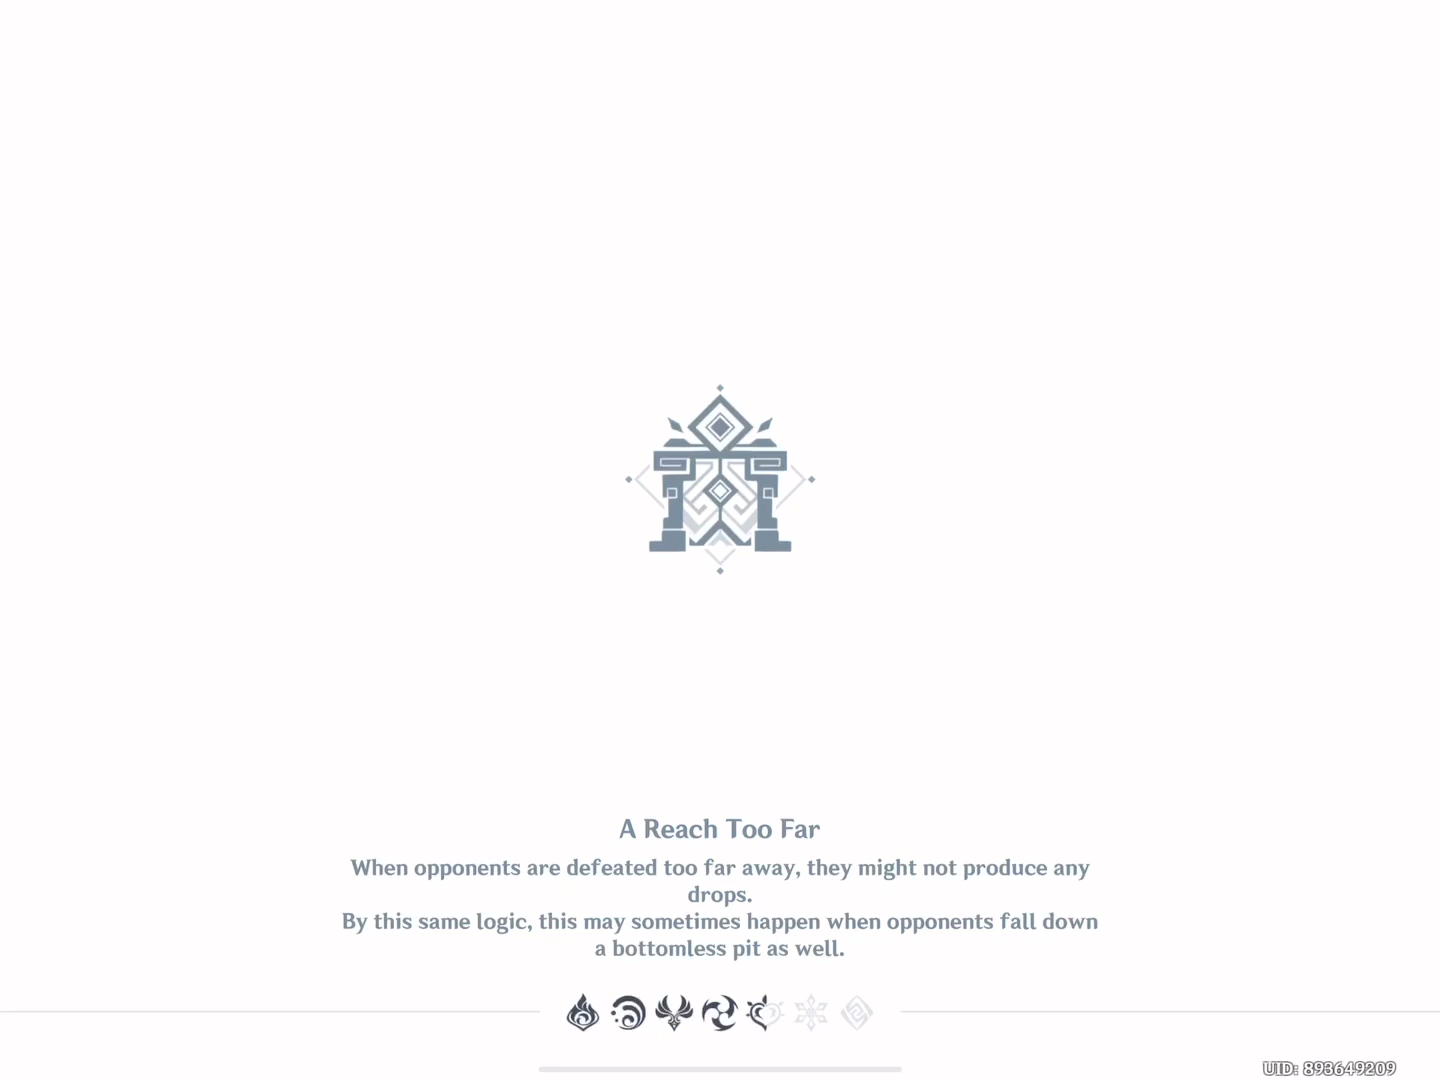 A Reach Too Far
When opponents are defeated too far away, they might not produce any
drops.
By this same logic, this may sometimes happen when opponents fall down
a bottomless pit as well.
UID: 893649209